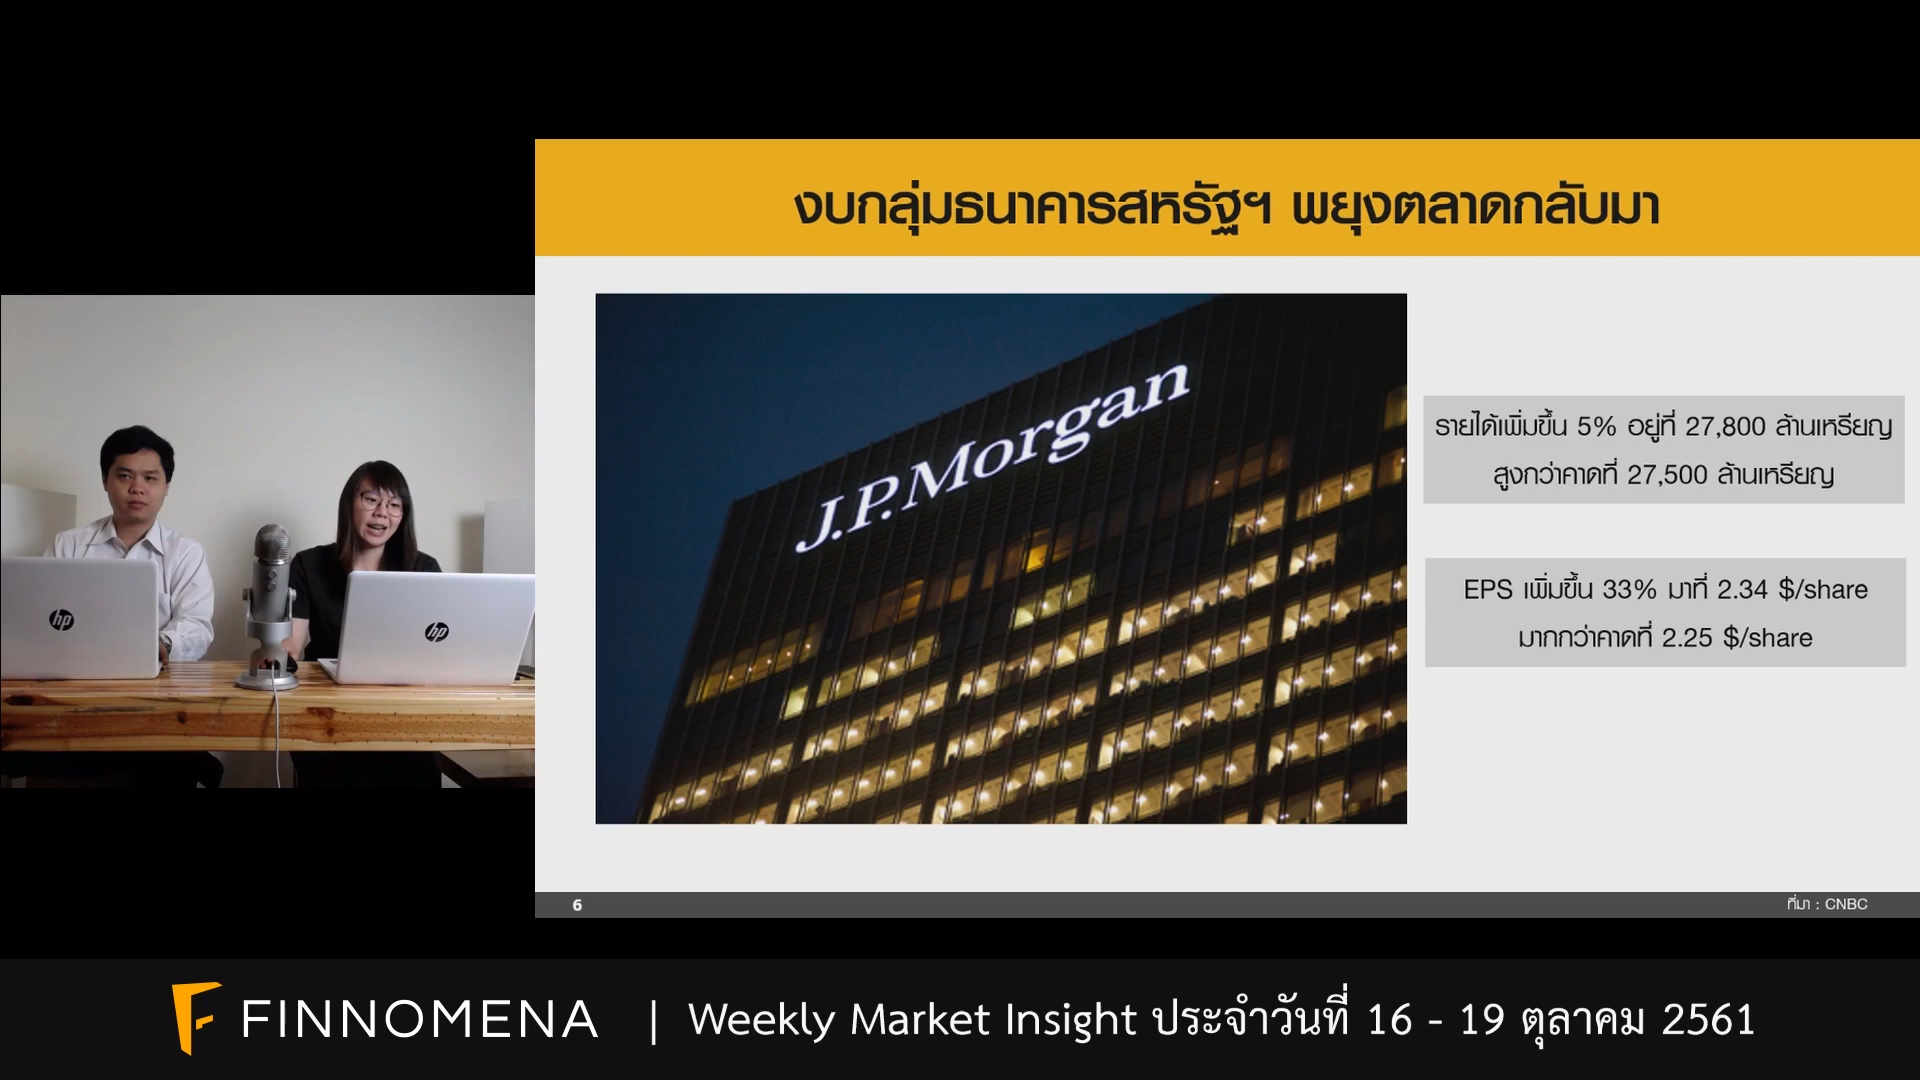 งบกลุ่มธนาคารสหรัฐฯ พยุงตลาดกลับมา
J.P.Morgan
รายได้เพิ่มขึ้น 5% อยู่ที่ 27,800 ล้านเหรียญ
สูงกว่าคาดที่ 27,500 ล้านเหรียญ
EPS เพิ่มขึ้น 33% มาที่ 2.34 $/share
มากกว่าคาดที่ 2.25 $/share
hp
hp
6
ที่มา : CNBC
FINNOMENA | Weekly Market Insight ประจำวันที่ 16 - 19 ตุลาคม 2561